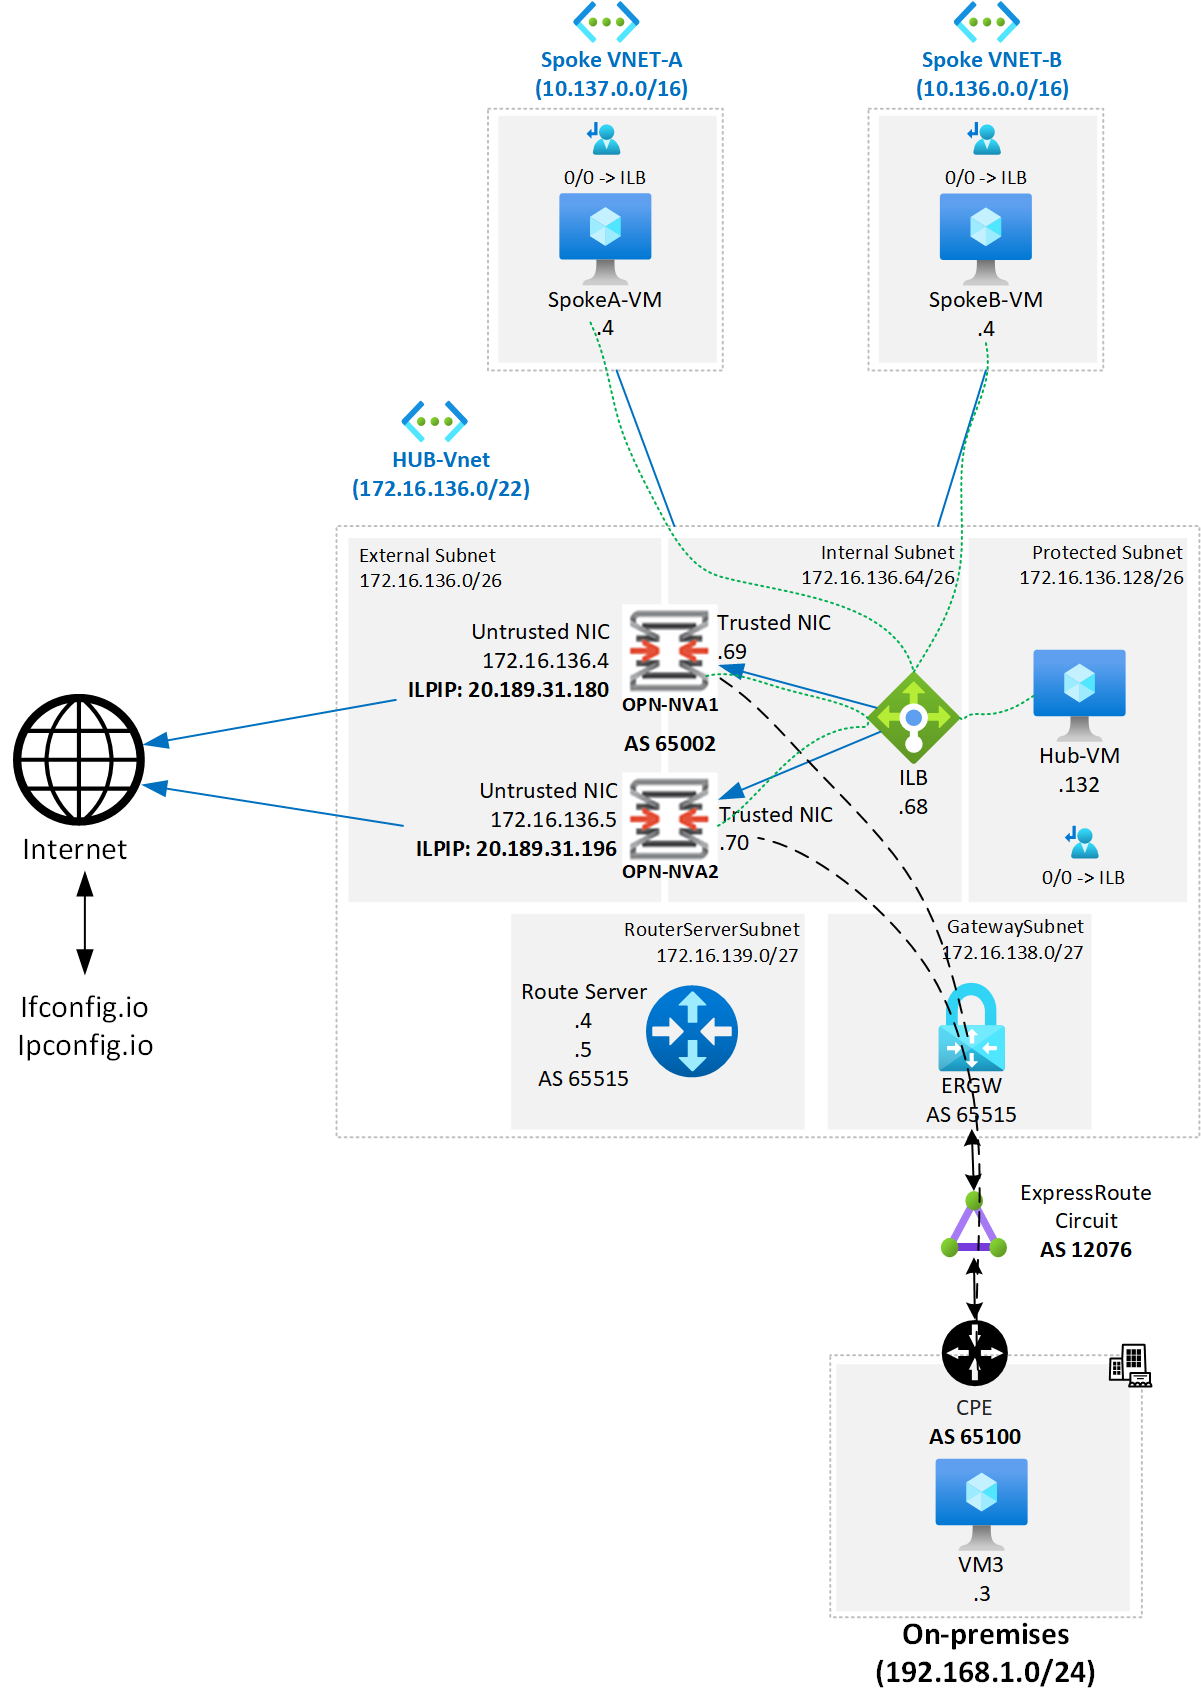 Spoke VNET-A
(10.137.0.0/16)
0/0 -> ILB
SpokeA-VM
.4
Spoke VNET-B
(10.136.0.0/16)
0/0 -> ILB
SpokeB-VM
.4
HUB-Vnet
(172.16.136.0/22)
External Subnet
172.16.136.0/26
Internal Subnet
172.16.136.64/26
Protected Subnet
172.16.136.128/26
Untrusted NIC
172.16.136.4
ILPIP: 20.189.31.180
OPN-NVA1
Trusted NIC
.69
AS 65002
Untrusted NIC
172.16.136.5
ILPIP: 20.189.31.196
OPN-NVA2
Trusted NIC
.70
ILB
.68
Hub-VM
.132
0/0 -> ILB
Internet
Ifconfig.io
Ipconfig.io
RouterServerSubnet
172.16.139.0/27
Route Server
.4
.5
AS 65515
GatewaySubnet
172.16.138.0/27
ERGW
AS 65515
ExpressRoute
Circuit
AS 12076
CPE
AS 65100
VM3
.3
On-premises
(192.168.1.0/24)